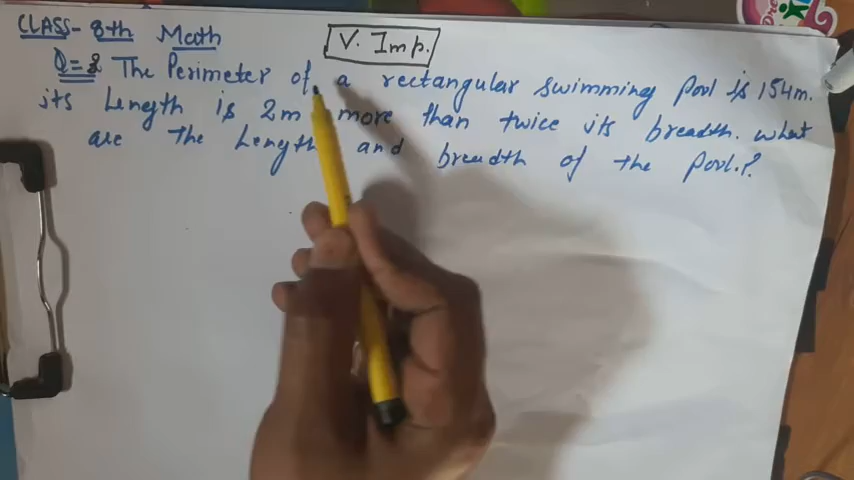 CLASS- 8th Math
V. Imp.
Q=2 The Perimeter of a rectangular swimming Pool is 154m.
its Length is 2m more than twice its breadth. what
are the Length and breadth of the Pool.?